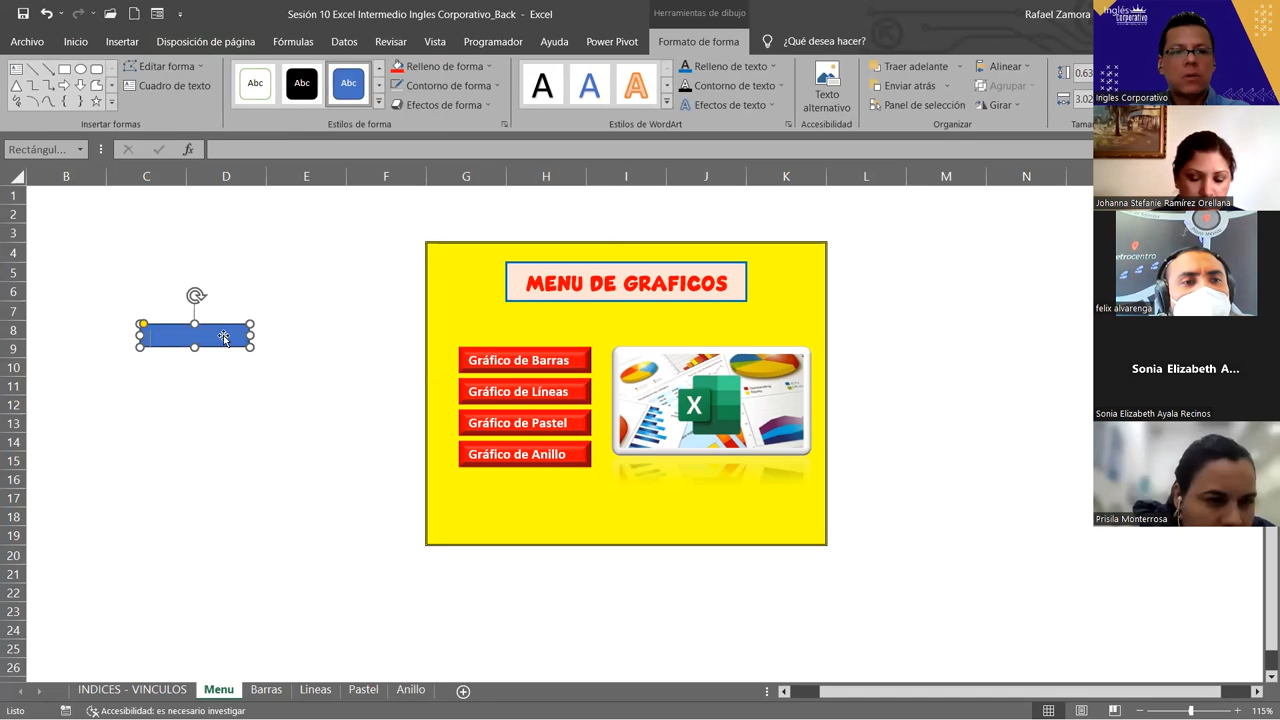 Sesión 10 Excel Intermedio Ingles Corporativo_Back - Excel
Herramientas de dibujo
Rafael Zamora
Archivo
Inicio
Insertar
Disposición de página
Fórmulas
Datos
Revisar
Vista
Programador
Ayuda
Power Pivot
Formato de forma
¿Qué desea hacer?
Editar forma
Cuadro de texto
Insertar formas
Abc
Abc
Abc
Relleno de forma
Contorno de forma
Efectos de forma
Estilos de forma
A
A
A
Relleno de texto
Contorno de texto
Efectos de texto
Estilos de WordArt
Texto
alternativo
Accesibilidad
Traer adelante
Enviar atrás
Panel de selección
Alinear
Agrupar
Girar
Organizar
0.63
3.02
Tamañ
Rectángul...
fx
B C D E F G H I J K L M N
1
2
3
4
5
6
7
8
9
10
11
12
13
14
15
16
17
18
19
20
21
22
23
24
25
26
MENU DE GRAFICOS
Gráfico de Barras
Gráfico de Líneas
Gráfico de Pastel
Gráfico de Anillo
X
INDICES - VINCULOS
Menu
Barras
Lineas
Pastel
Anillo
Listo
Accesibilidad: es necesario investigar
115%
Inglés
Corporativo
Ingles Corporativo
Johanna Stefanie Ramírez Orellana
etrocentro
felix alvarenga
Sonia Elizabeth A...
Sonia Elizabeth Ayala Recinos
Prisila Monterrosa